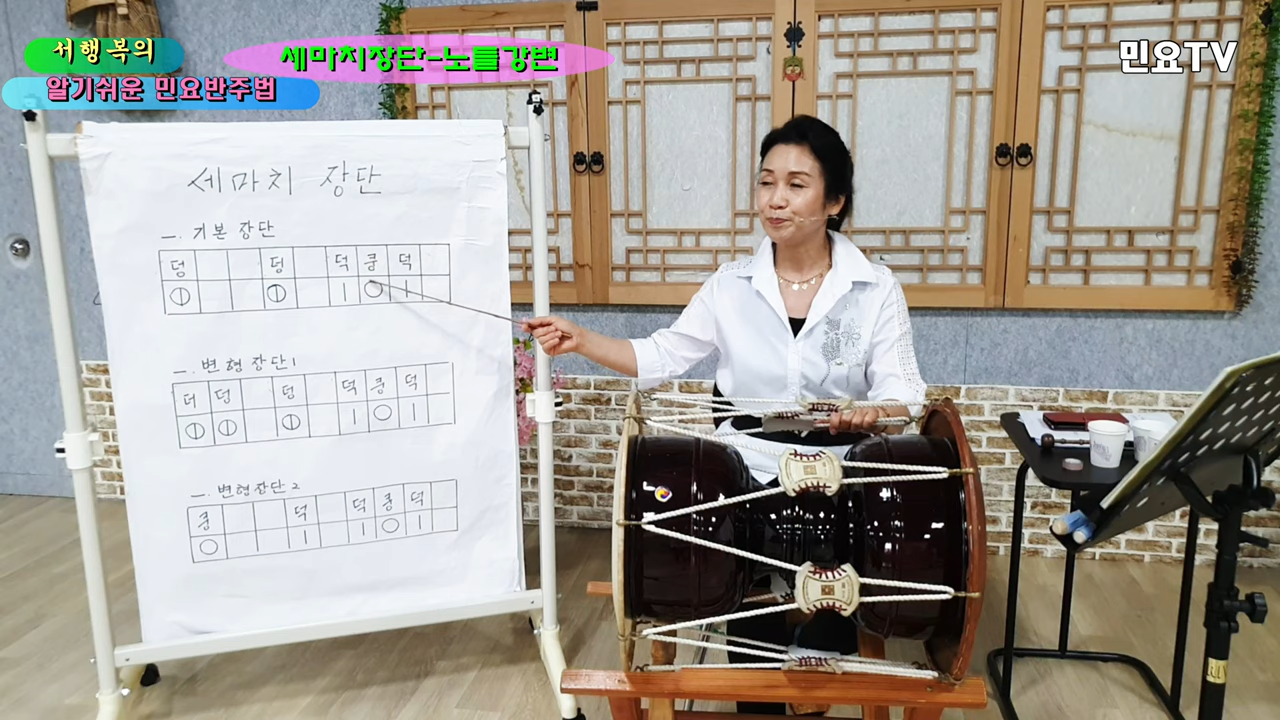 서행복의
알기쉬운 민요반주법
세마치장단-노들강변
민요TV
세마치 장단
一. 기본 장단
덩 덩 덕 쿵 덕
一. 변형장단1
더 덩 덩 덕 쿵 덕
一. 변형장단2
쿵 덕 덕 쿵 덕